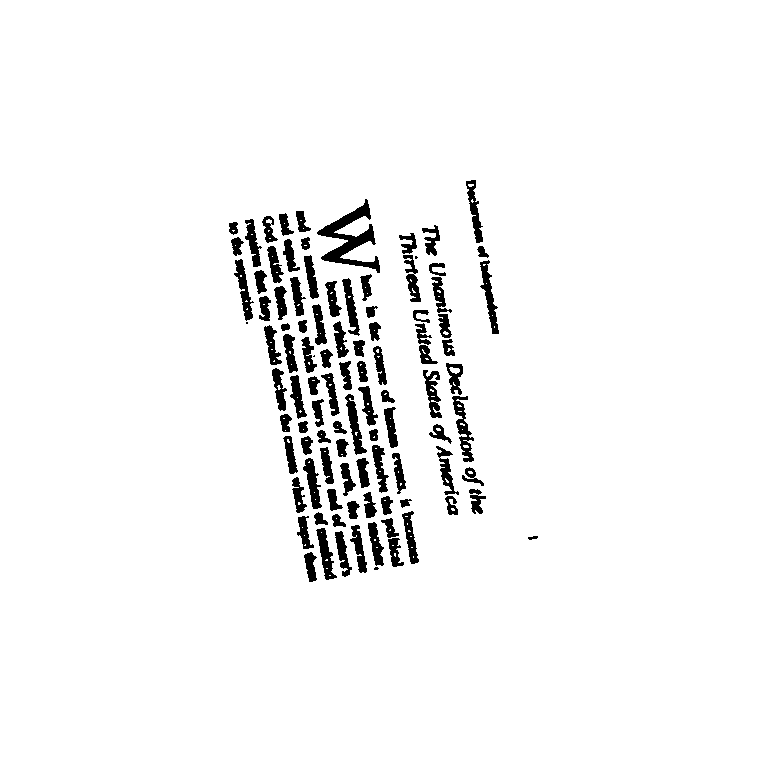 1
Declaration of Independence
The Unanimous Declaration of the
Thirteen United States of America
When, in the course of human events, it becomes
necessary for one people to dissolve the political
bonds which have connected them with another,
and to assume among the powers of the earth, the separate
and equal station to which the laws of nature and of nature's
God entitle them, a decent respect to the opinions of mankind
requires that they should declare the causes which impel them
to the separation.